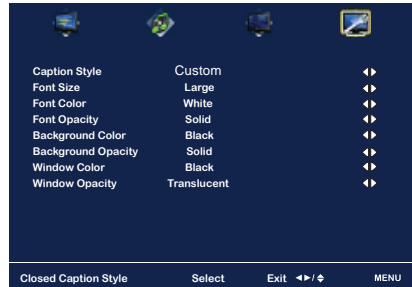 Caption Style Custom
Font Size Large
Font Color White
Font Opacity Solid
Background Color Black
Background Opacity Solid
Window Color Black
Window Opacity Translucent
Closed Caption Style Select Exit ◄►/♦ MENU